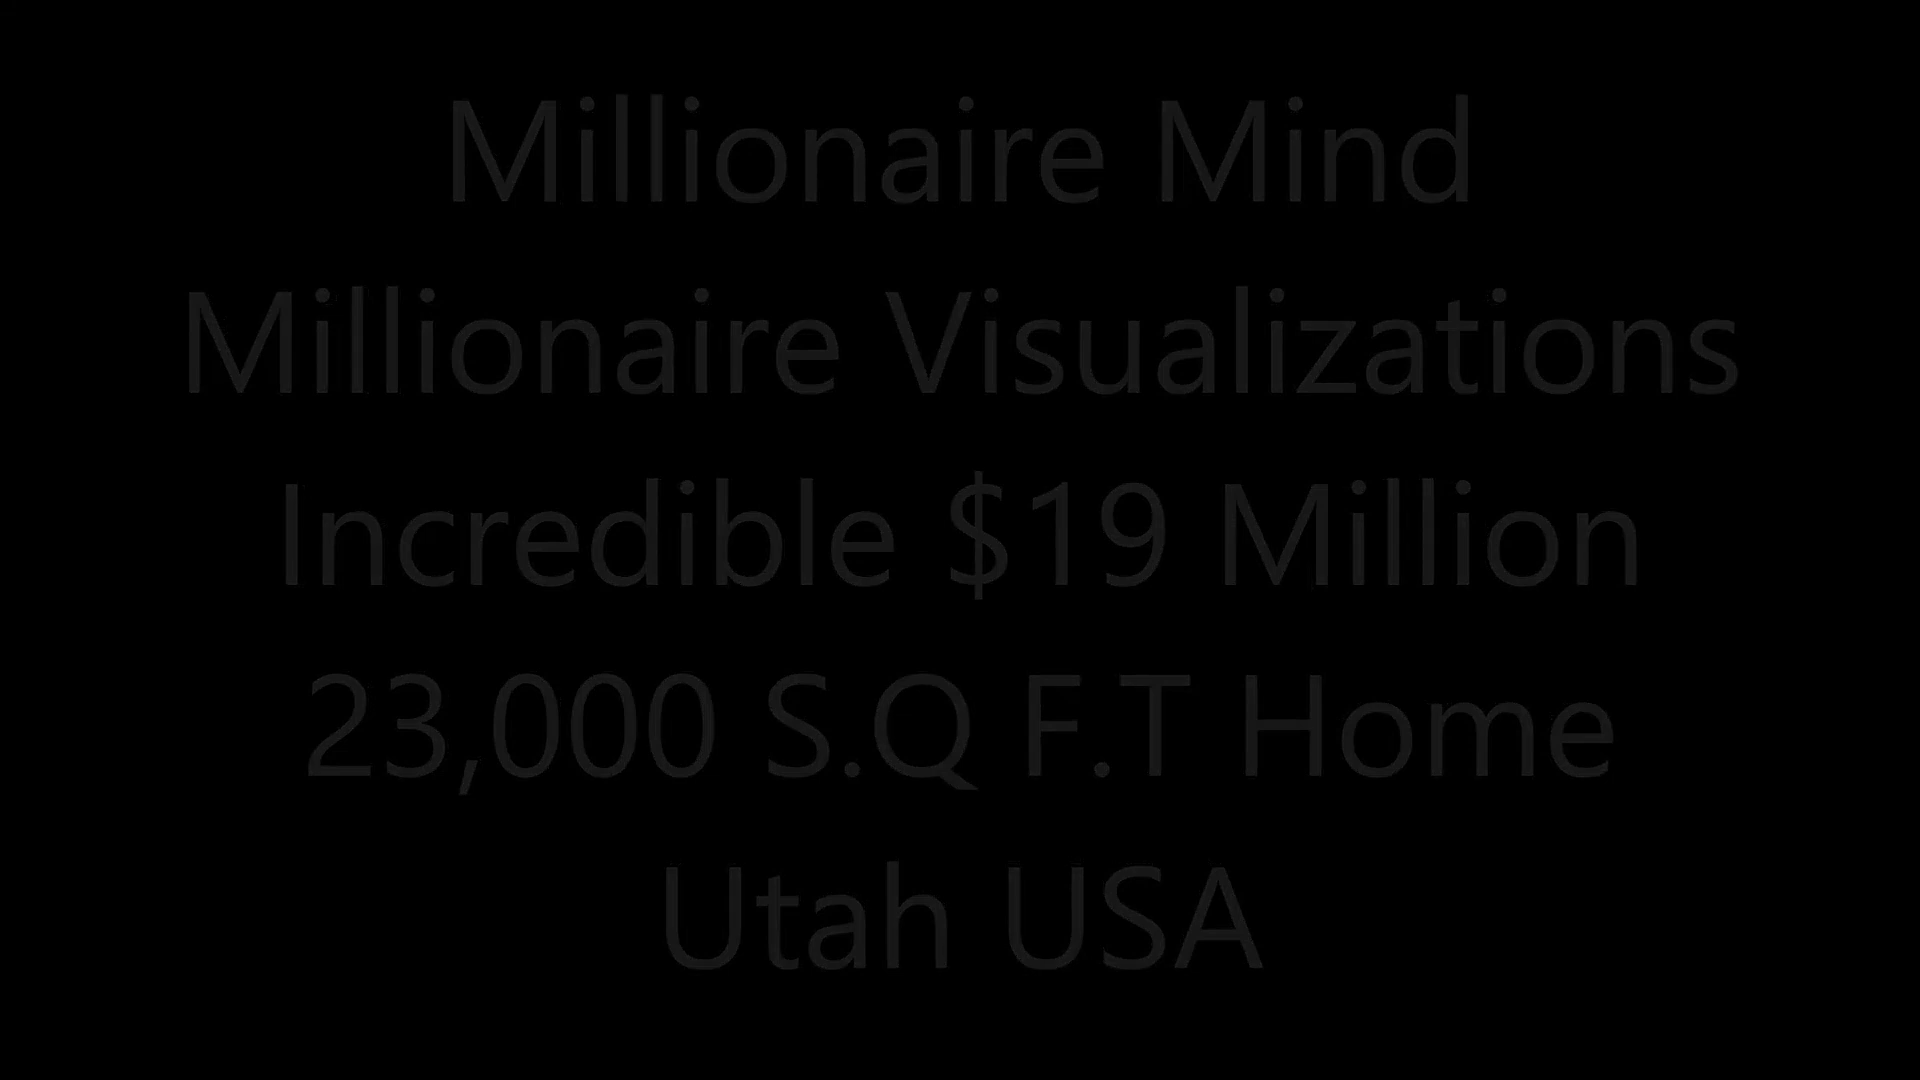 Millionaire Mind
Millionaire Visualizations
Incredible $19 Million
23,000 S.Q F.T Home
Utah USA